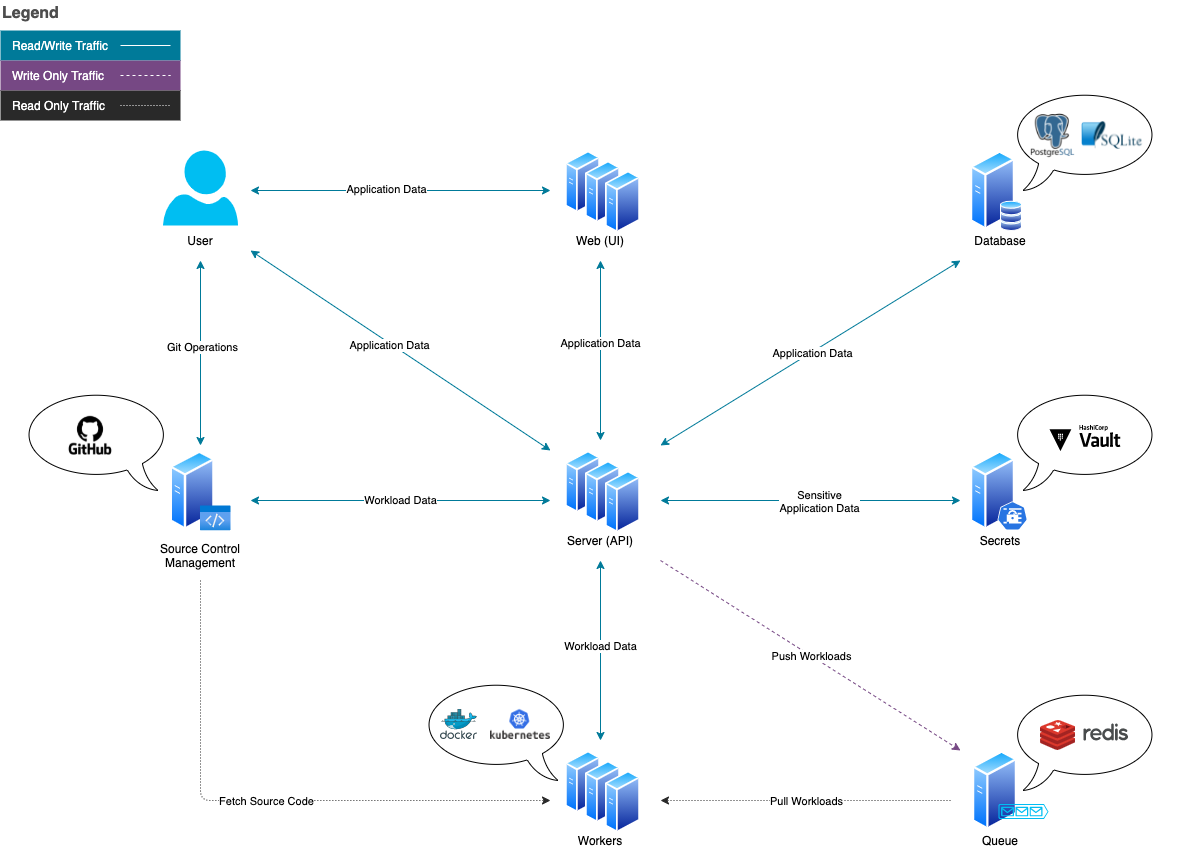 Legend
Read/Write Traffic
Write Only Traffic
Read Only Traffic
PostgreSQL
SQLite
Application Data
User
Web (UI)
Database
Git Operations
Application Data
Application Data
Application Data
GitHub
HashiCorp
Vault
Workload Data
Sensitive
Application Data
Server (API)
Secrets
Source Control
Management
Workload Data
Push Workloads
docker
kubernetes
redis
Fetch Source Code
Pull Workloads
Workers
Queue